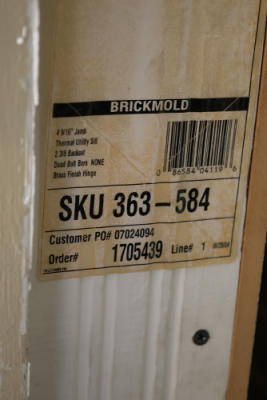 BRICKMOLD
4 9/16" Jamb
Thermal Utility Sill
2 3/8 Backset
Dead Bolt Bore NONE
Brass Finish Hinge
0 86584 04119 6
SKU 363-584
Customer PO# 07024094
Order# 1705439 Line# 1